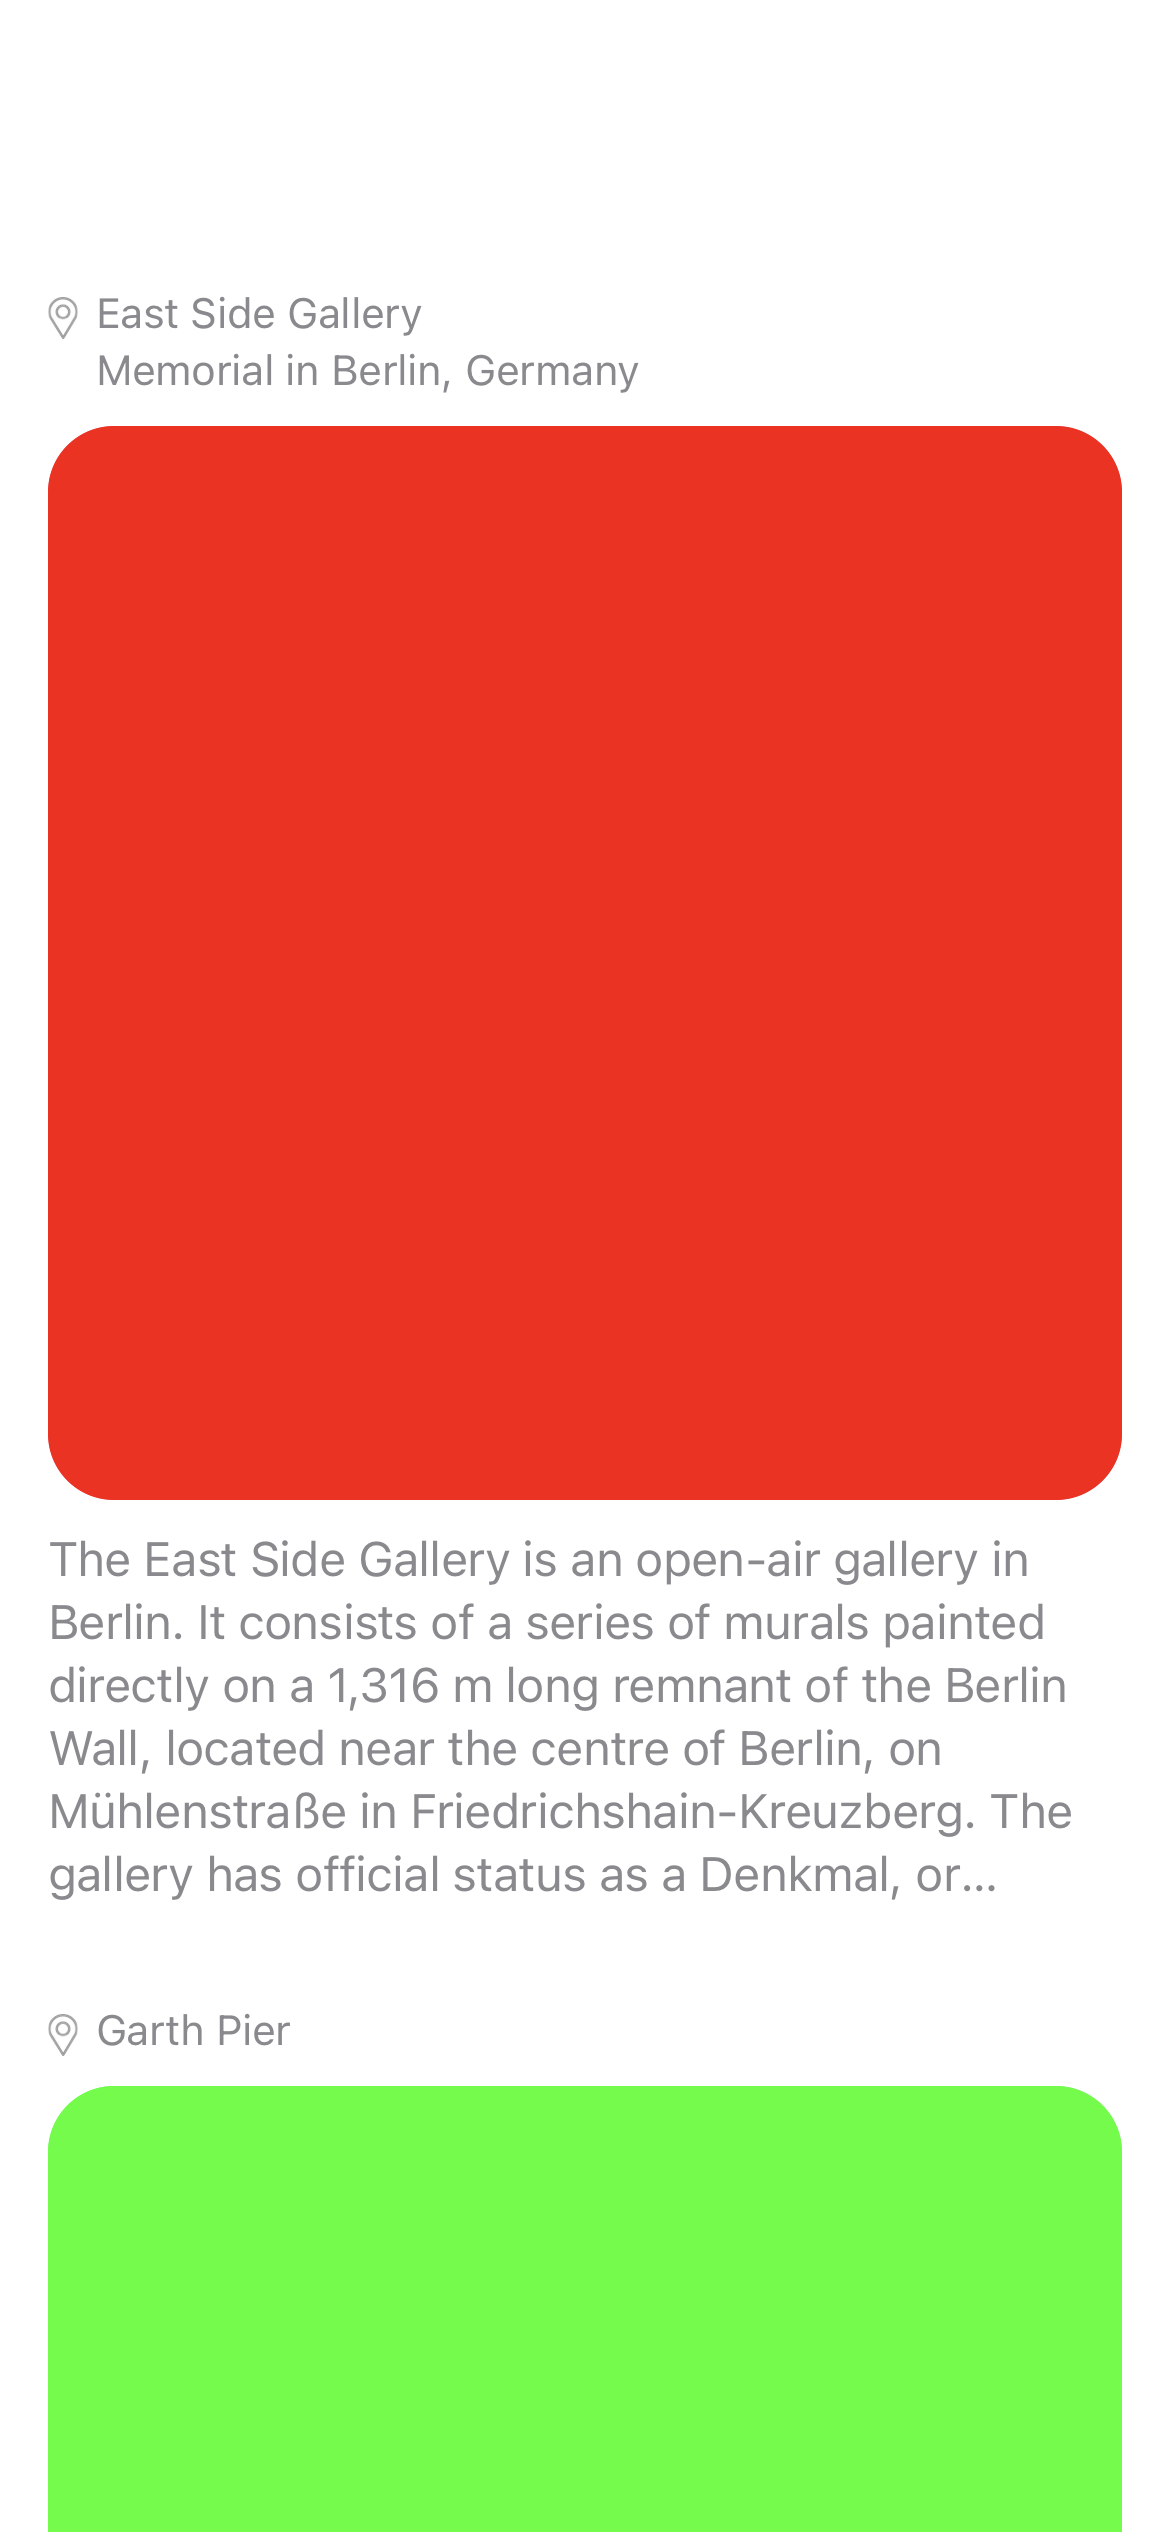 East Side Gallery
Memorial in Berlin, Germany
The East Side Gallery is an open-air gallery in
Berlin. It consists of a series of murals painted
directly on a 1,316 m long remnant of the Berlin
Wall, located near the centre of Berlin, on
Mühlenstraße in Friedrichshain-Kreuzberg. The
gallery has official status as a Denkmal, or…
Garth Pier